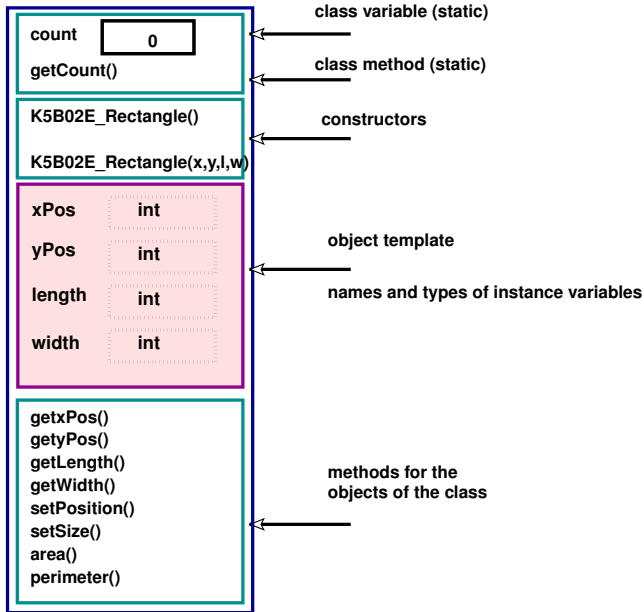 class variable (static)
count 0
getCount()
class method (static)
K5B02E_Rectangle()
constructors
K5B02E_Rectangle(x,y,l,w)
xPos int
yPos int
object template
length int
names and types of instance variables
width int
getxPos()
getyPos()
getLength()
getWidth()
setPosition()
setSize()
area()
perimeter()
methods for the
objects of the class